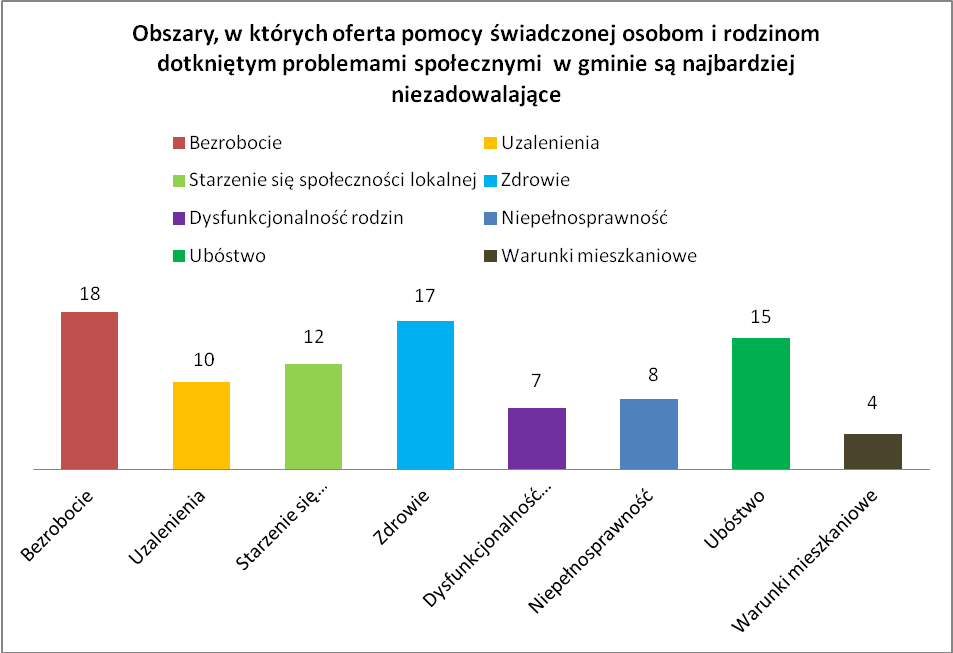 Obszary, w których oferta pomocy świadczonej osobom i rodzinom
dotkniętym problemami społecznymi w gminie są najbardziej
niezadowalające
Bezrobocie
Uzalenienia
Starzenie się społeczności lokalnej
Zdrowie
Dysfunkcjonalność rodzin
Niepełnosprawność
Ubóstwo
Warunki mieszkaniowe
18
10
12
17
7
8
15
4
Bezrobocie
Uzalenienia
Starzenie się...
Zdrowie
Dysfunkcjonalność...
Niepełnosprawność
Ubóstwo
Warunki mieszkaniowe